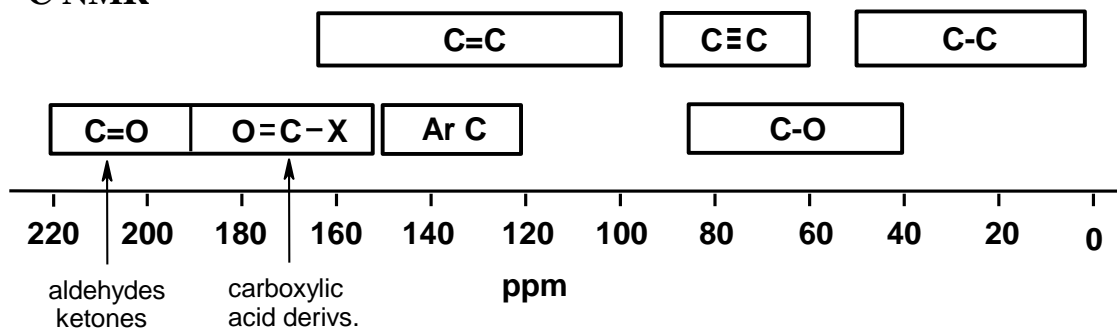 C NMR
C=C C≡C C-C
C=O O=C-X Ar C C-O
220 200 180 160 140 120 100 80 60 40 20 0
aldehydes carboxylic ppm
ketones acid derivs.